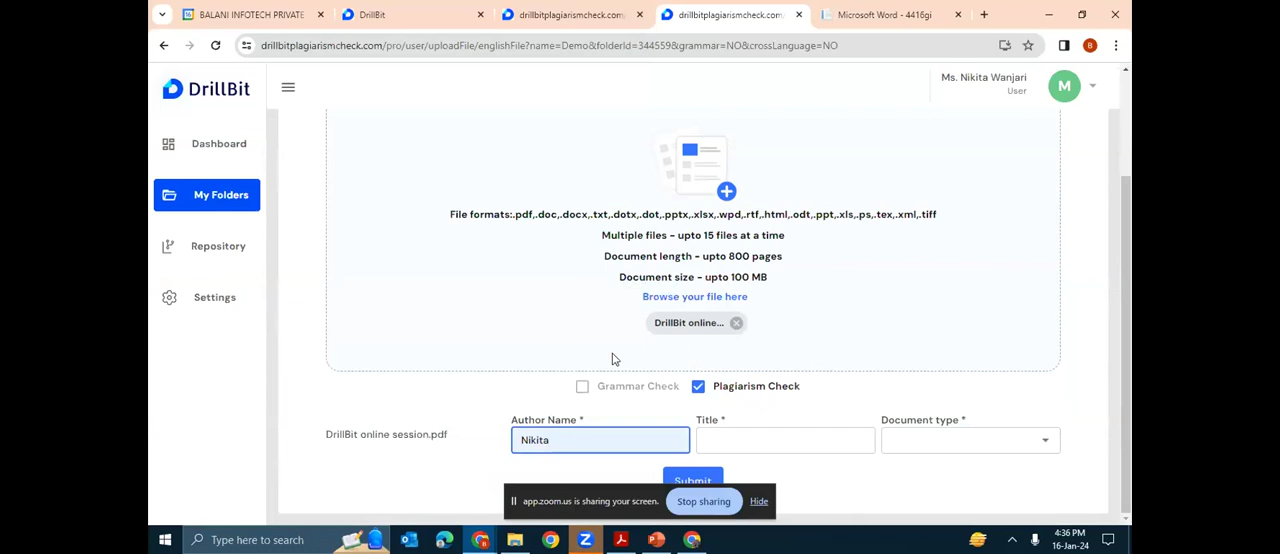 BALANI INFOTECH PRIVATE
DrillBit
drillbitplagiarismcheck.com/
drillbitplagiarismcheck.com/
Microsoft Word - 4416gi
drillbitplagiarismcheck.com/pro/user/uploadFile/englishFile?name=Demo&folderId=344559&grammar=NO&crossLanguage=NO
B
DrillBit
Ms. Nikita Wanjari
User
M
Dashboard
My Folders
Repository
Settings
File formats:.pdf,.doc,.docx,.txt,.dotx,.dot,.pptx,.xlsx,.wpd,.rtf,.html,.odt,.ppt,.xls,.ps,.tex,.xml,.tiff
Multiple files - upto 15 files at a time
Document length - upto 800 pages
Document size - upto 100 MB
Browse your file here
DrillBit online...
Grammar Check
Plagiarism Check
Author Name *
Title *
Document type *
DrillBit online session.pdf
Nikita
Submit
app.zoom.us is sharing your screen.
Stop sharing
Hide
Type here to search
4:36 PM
16-Jan-24